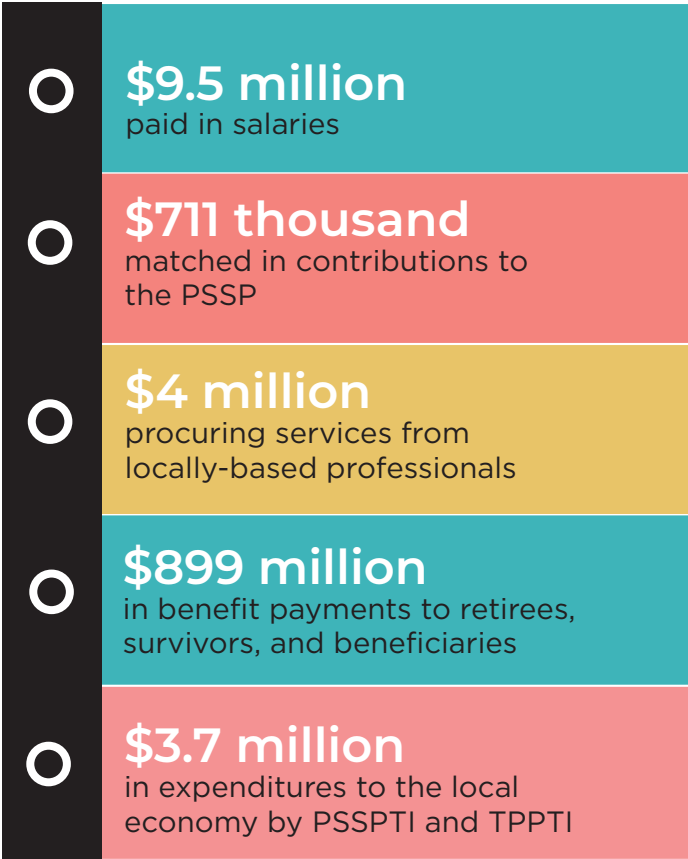 $9.5 million
paid in salaries
$711 thousand
matched in contributions to
the PSSP
$4 million
procuring services from
locally-based professionals
$899 million
in benefit payments to retirees,
survivors, and beneficiaries
$3.7 million
in expenditures to the local
economy by PSSPTI and TPPTI